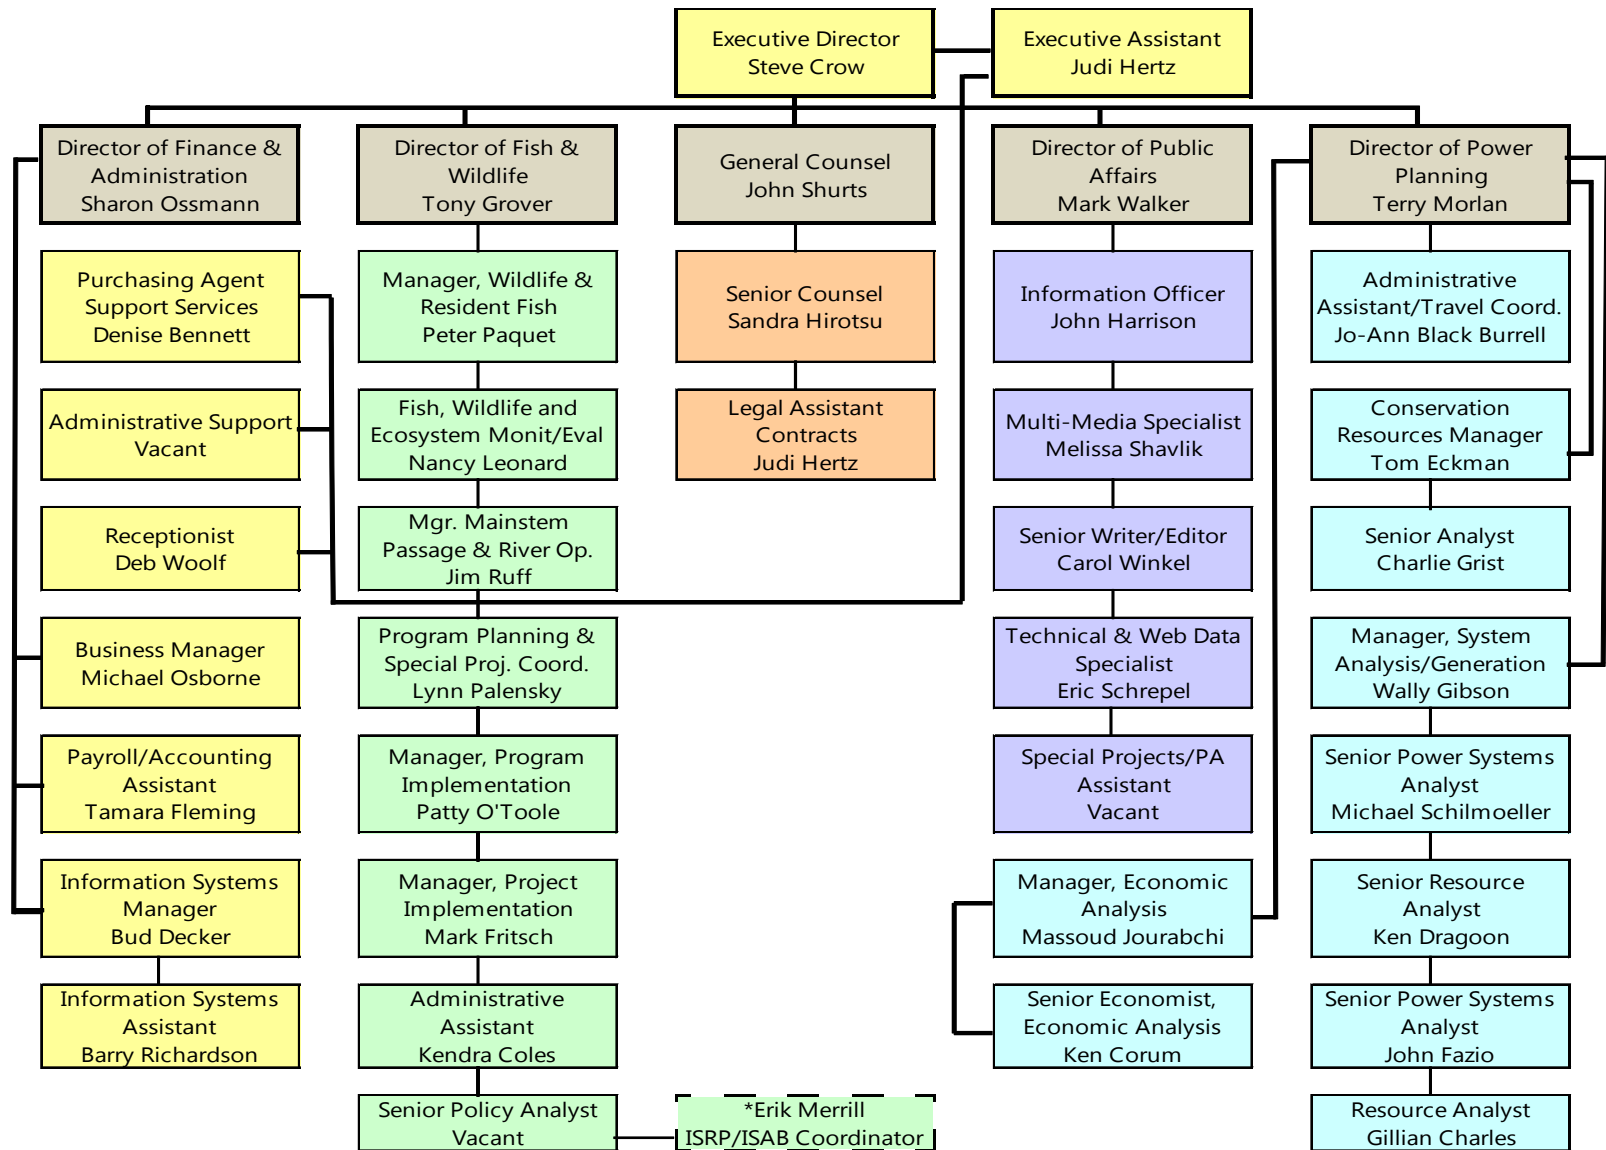 Executive Director
Steve Crow
Executive Assistant
Judi Hertz
Director of Finance &
Administration
Sharon Ossmann
Director of Fish &
Wildlife
Tony Grover
General Counsel
John Shurts
Director of Public
Affairs
Mark Walker
Director of Power
Planning
Terry Morlan
Purchasing Agent
Support Services
Denise Bennett
Manager, Wildlife &
Resident Fish
Peter Paquet
Senior Counsel
Sandra Hirotsu
Information Officer
John Harrison
Administrative
Assistant/Travel Coord.
Jo-Ann Black Burrell
Administrative Support
Vacant
Fish, Wildlife and
Ecosystem Monit/Eval
Nancy Leonard
Legal Assistant
Contracts
Judi Hertz
Multi-Media Specialist
Melissa Shavlik
Conservation
Resources Manager
Tom Eckman
Receptionist
Deb Woolf
Mgr. Mainstem
Passage & River Op.
Jim Ruff
Senior Writer/Editor
Carol Winkel
Senior Analyst
Charlie Grist
Business Manager
Michael Osborne
Program Planning &
Special Proj. Coord.
Lynn Palensky
Technical & Web Data
Specialist
Eric Schrepel
Manager, System
Analysis/Generation
Wally Gibson
Payroll/Accounting
Assistant
Tamara Fleming
Manager, Program
Implementation
Patty O'Toole
Special Projects/PA
Assistant
Vacant
Senior Power Systems
Analyst
Michael Schilmoeller
Information Systems
Manager
Bud Decker
Manager, Project
Implementation
Mark Fritsch
Manager, Economic
Analysis
Massoud Jourabchi
Senior Resource
Analyst
Ken Dragoon
Information Systems
Assistant
Barry Richardson
Administrative
Assistant
Kendra Coles
Senior Economist,
Economic Analysis
Ken Corum
Senior Power Systems
Analyst
John Fazio
Senior Policy Analyst
Vacant
*Erik Merrill
ISRP/ISAB Coordinator
Resource Analyst
Gillian Charles